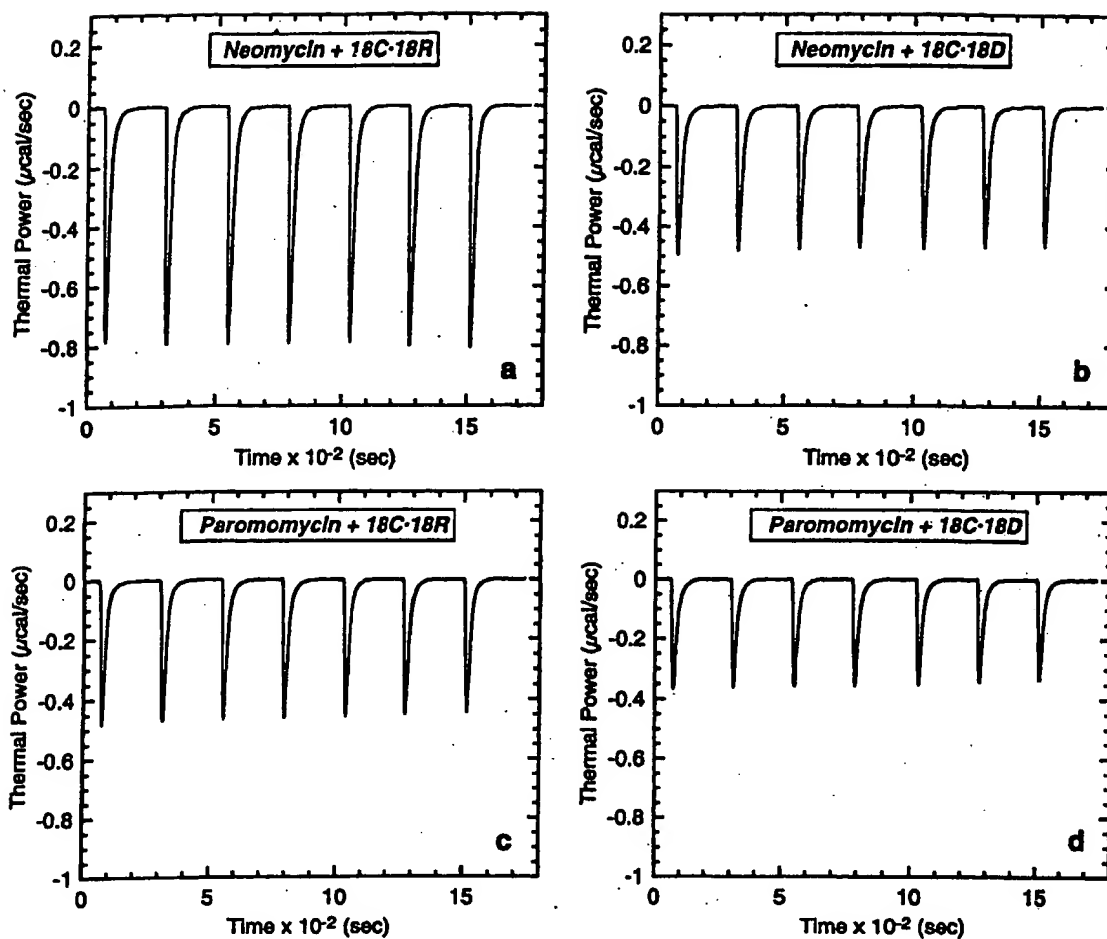 Neomycin + 18C·18R
Thermal Power (μcal/sec)
0.2
0
-0.2
-0.4
-0.6
-0.8
-1
a
0 5 10 15
Time x 10⁻² (sec)
Neomycin + 18C·18D
Thermal Power (μcal/sec)
0.2
0
-0.2
-0.4
-0.6
-0.8
-1
b
0 5 10 15
Time x 10⁻² (sec)
Paromomycin + 18C·18R
Thermal Power (μcal/sec)
0.2
0
-0.2
-0.4
-0.6
-0.8
-1
c
0 5 10 15
Time x 10⁻² (sec)
Paromomycin + 18C·18D
Thermal Power (μcal/sec)
0.2
0
-0.2
-0.4
-0.6
-0.8
-1
d
0 5 10 15
Time x 10⁻² (sec)